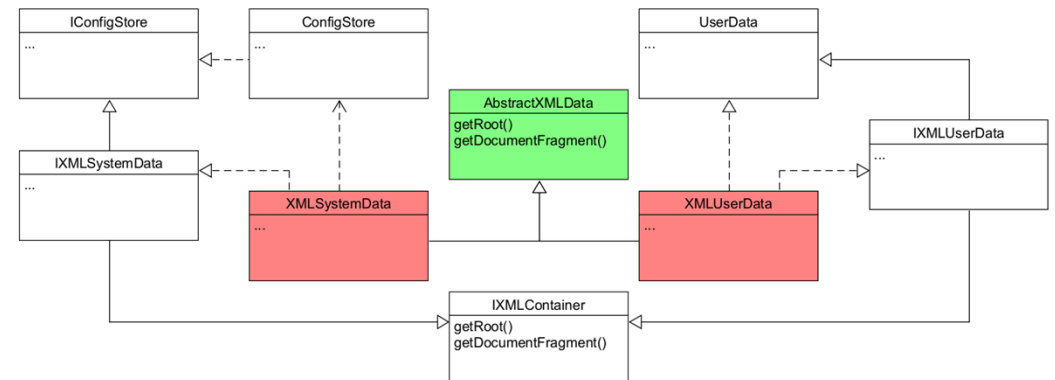 IConfigStore
...
ConfigStore
...
UserData
...
AbstractXMLData
getRoot()
getDocumentFragment()
IXMLUserData
...
IXMLSystemData
...
XMLSystemData
...
XMLUserData
...
IXMLContainer
getRoot()
getDocumentFragment()